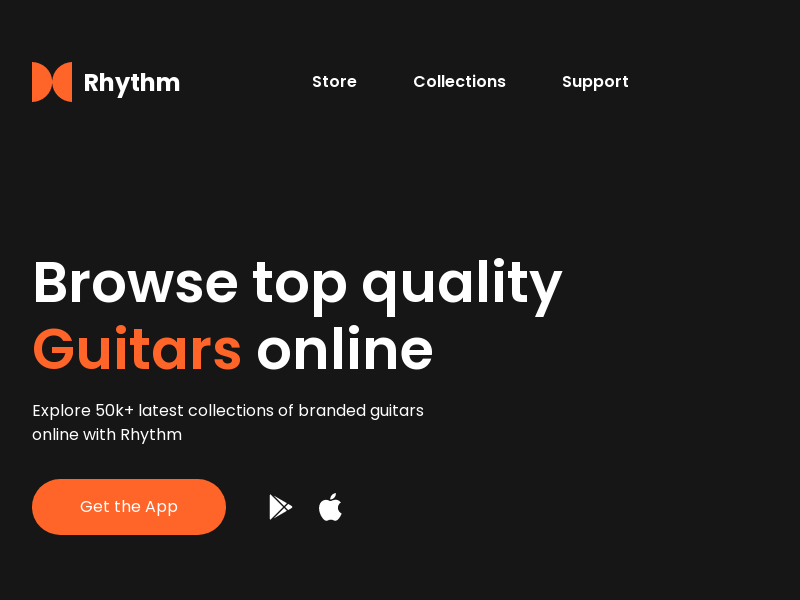 Rhythm
Store Collections Support
Browse top quality
Guitars online
Explore 50k+ latest collections of branded guitars
online with Rhythm
Get the App